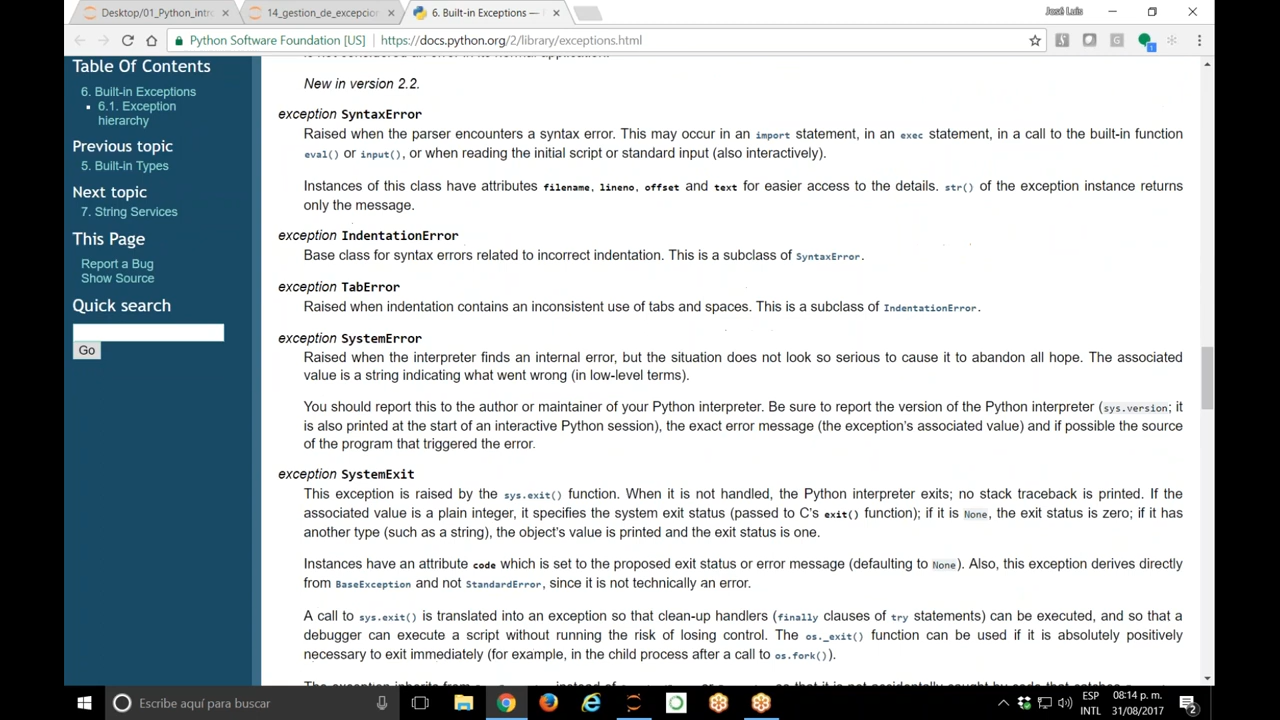 Desktop/01_Python_intro
14_gestion_de_excepcion
6. Built-in Exceptions —
José Luis
Python Software Foundation [US]
https://docs.python.org/2/library/exceptions.html
Table Of Contents
6. Built-in Exceptions
6.1. Exception
hierarchy
Previous topic
5. Built-in Types
Next topic
7. String Services
This Page
Report a Bug
Show Source
Quick search
Go
New in version 2.2.
exception SyntaxError
Raised when the parser encounters a syntax error. This may occur in an import statement, in an exec statement, in a call to the built-in function
eval() or input(), or when reading the initial script or standard input (also interactively).
Instances of this class have attributes filename, lineno, offset and text for easier access to the details. str() of the exception instance returns
only the message.
exception IndentationError
Base class for syntax errors related to incorrect indentation. This is a subclass of SyntaxError.
exception TabError
Raised when indentation contains an inconsistent use of tabs and spaces. This is a subclass of IndentationError.
exception SystemError
Raised when the interpreter finds an internal error, but the situation does not look so serious to cause it to abandon all hope. The associated
value is a string indicating what went wrong (in low-level terms).
You should report this to the author or maintainer of your Python interpreter. Be sure to report the version of the Python interpreter (sys.version; it
is also printed at the start of an interactive Python session), the exact error message (the exception's associated value) and if possible the source
of the program that triggered the error.
exception SystemExit
This exception is raised by the sys.exit() function. When it is not handled, the Python interpreter exits; no stack traceback is printed. If the
associated value is a plain integer, it specifies the system exit status (passed to C's exit() function); if it is None, the exit status is zero; if it has
another type (such as a string), the object's value is printed and the exit status is one.
Instances have an attribute code which is set to the proposed exit status or error message (defaulting to None). Also, this exception derives directly
from BaseException and not StandardError, since it is not technically an error.
A call to sys.exit() is translated into an exception so that clean-up handlers (finally clauses of try statements) can be executed, and so that a
debugger can execute a script without running the risk of losing control. The os._exit() function can be used if it is absolutely positively
necessary to exit immediately (for example, in the child process after a call to os.fork()).
Escribe aquí para buscar
ESP
INTL
08:14 p. m.
31/08/2017
2